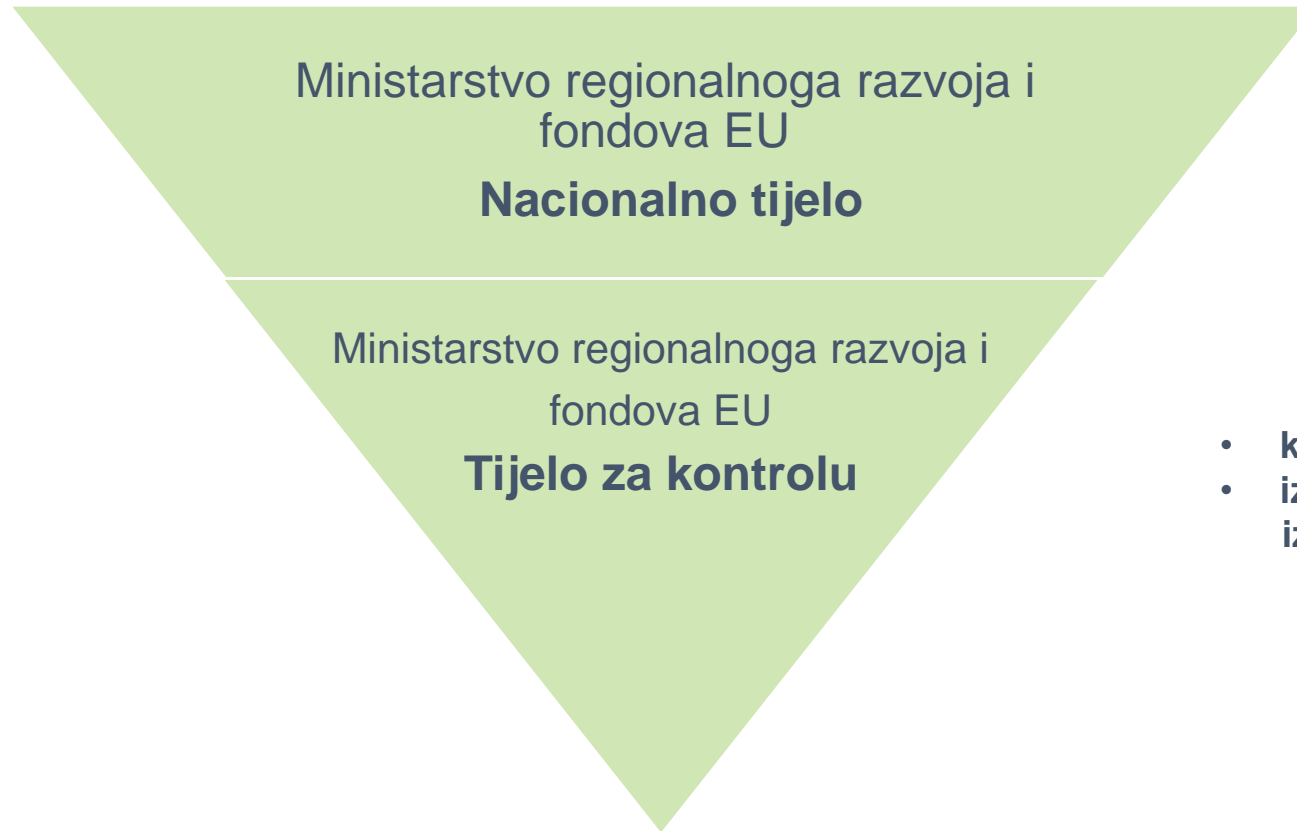 Ministarstvo regionalnoga razvoja i
fondova EU
Nacionalno tijelo
Ministarstvo regionalnoga razvoja i
fondova EU
Tijelo za kontrolu